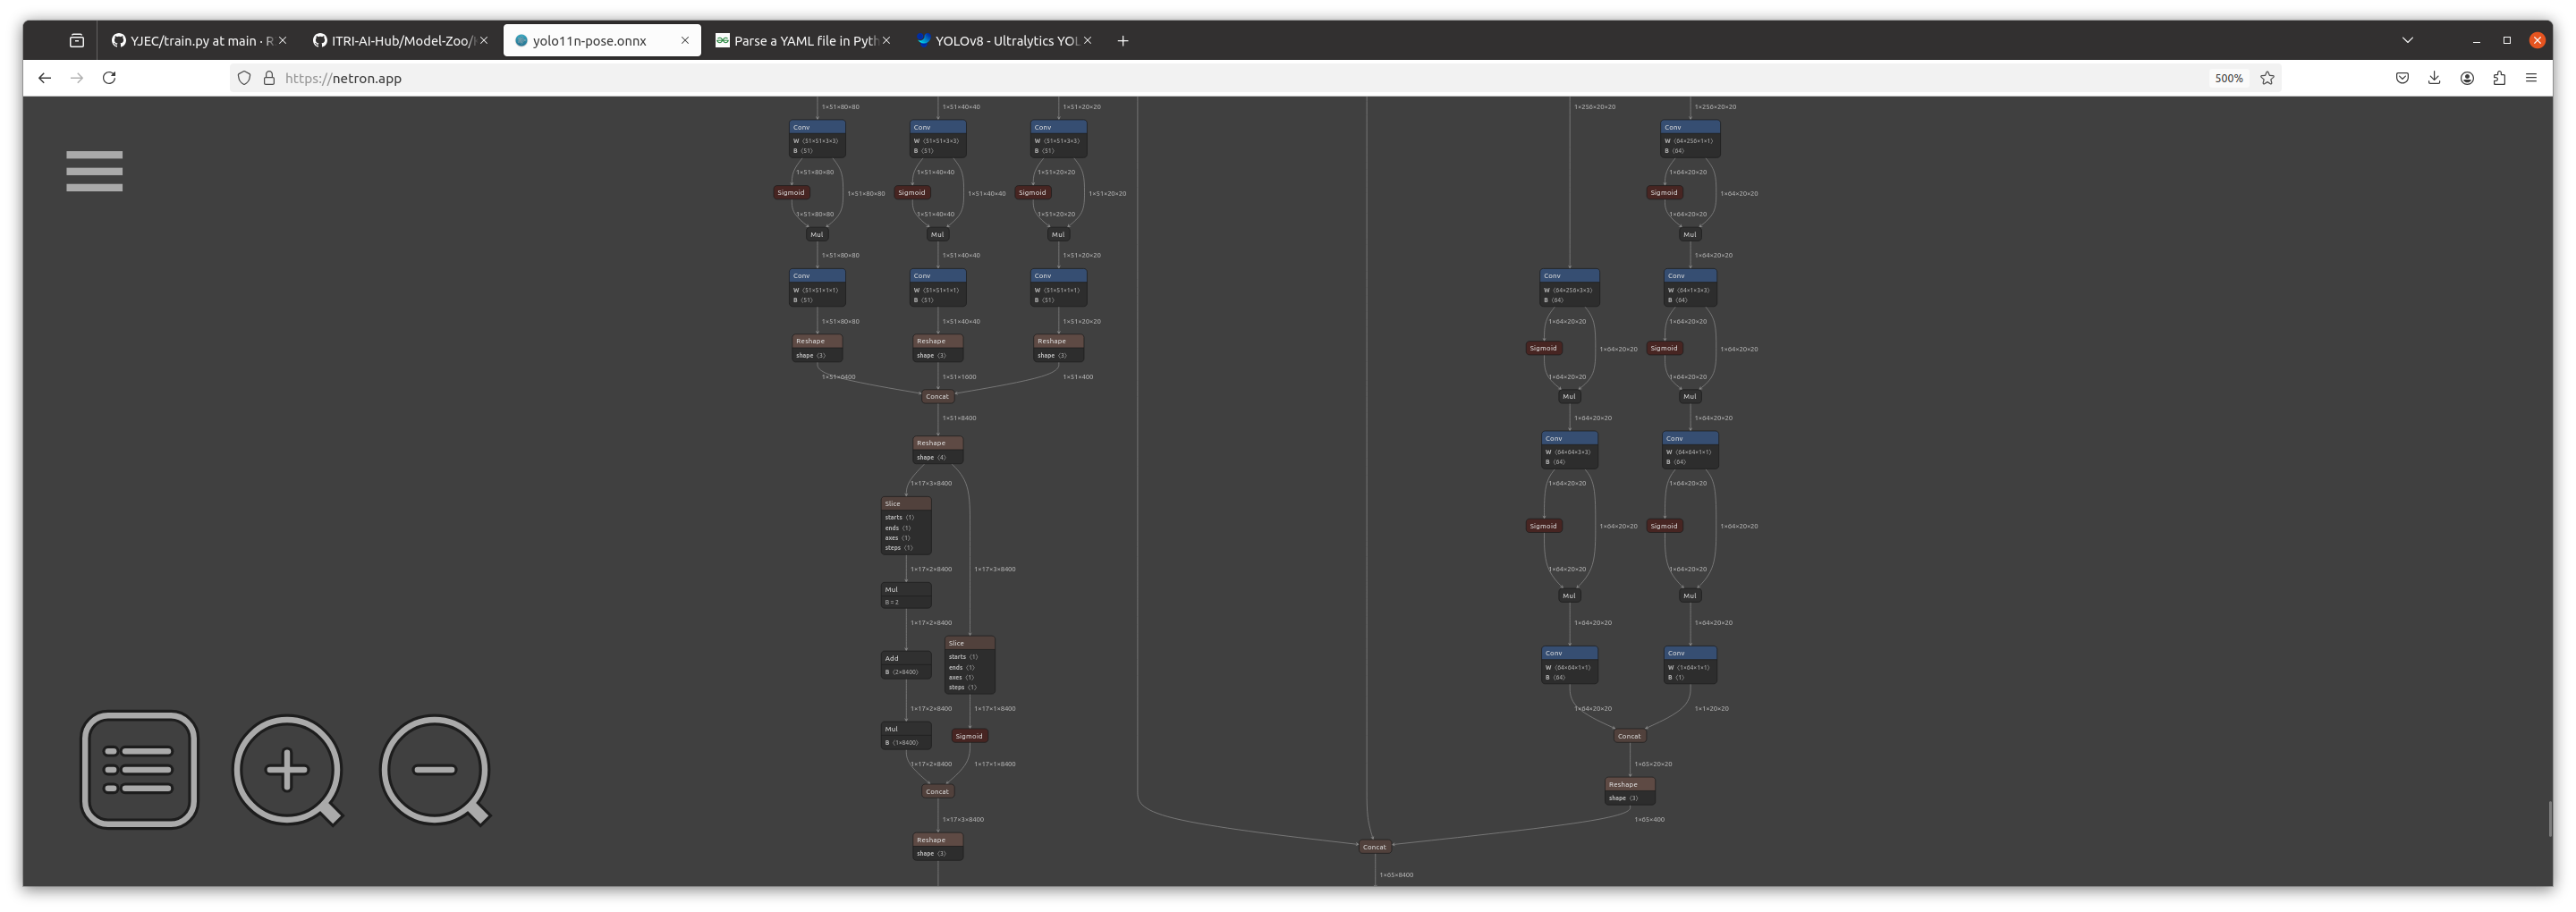 YJEC/train.py at main · R
ITRI-AI-Hub/Model-Zoo/
yolo11n-pose.onnx
Parse a YAML file in Pyth
YOLOv8 - Ultralytics YOL
https://netron.app
500%
1×51×80×80 1×51×40×40 1×51×20×20 1×256×20×20 1×256×20×20
Conv Conv Conv Conv
W ⟨51×51×3×3⟩ W ⟨51×51×3×3⟩ W ⟨51×51×3×3⟩ W ⟨64×256×1×1⟩
B ⟨51⟩ B ⟨51⟩ B ⟨51⟩ B ⟨64⟩
1×51×80×80 1×51×40×40 1×51×20×20 1×64×20×20
Sigmoid 1×51×80×80 Sigmoid 1×51×40×40 Sigmoid 1×51×20×20 Sigmoid 1×64×20×20
1×51×80×80 1×51×40×40 1×51×20×20 1×64×20×20
Mul Mul Mul Mul
1×51×80×80 1×51×40×40 1×51×20×20 1×64×20×20
Conv Conv Conv Conv Conv
W ⟨51×51×1×1⟩ W ⟨51×51×1×1⟩ W ⟨51×51×1×1⟩ W ⟨64×256×3×3⟩ W ⟨64×1×3×3⟩
B ⟨51⟩ B ⟨51⟩ B ⟨51⟩ B ⟨64⟩ B ⟨64⟩
1×51×80×80 1×51×40×40 1×51×20×20 1×64×20×20 1×64×20×20
Reshape Reshape Reshape
Sigmoid 1×64×20×20 Sigmoid 1×64×20×20
shape ⟨3⟩ shape ⟨3⟩ shape ⟨3⟩
1×51×6400 1×51×1600 1×51×400 1×64×20×20 1×64×20×20
Concat Mul Mul
1×51×8400 1×64×20×20 1×64×20×20
Reshape Conv Conv
W ⟨64×64×3×3⟩ W ⟨64×64×1×1⟩
shape ⟨4⟩ B ⟨64⟩ B ⟨64⟩
1×17×3×8400 1×64×20×20 1×64×20×20
Slice
starts ⟨1⟩
ends ⟨1⟩ Sigmoid 1×64×20×20 Sigmoid 1×64×20×20
axes ⟨1⟩
steps ⟨1⟩
1×17×2×8400 1×17×3×8400 1×64×20×20 1×64×20×20
Mul Mul Mul
B = 2
1×17×2×8400 1×64×20×20 1×64×20×20
Slice
Add starts ⟨1⟩ Conv Conv
B ⟨2×8400⟩ ends ⟨1⟩ W ⟨64×64×1×1⟩ W ⟨1×64×1×1⟩
axes ⟨1⟩ B ⟨64⟩ B ⟨1⟩
steps ⟨1⟩
1×17×2×8400 1×17×1×8400 1×64×20×20 1×1×20×20
Mul Sigmoid Concat
B ⟨1×8400⟩
1×17×2×8400 1×17×1×8400 1×65×20×20
Concat Reshape
shape ⟨3⟩
1×17×3×8400 1×65×400
Reshape Concat
shape ⟨3⟩
1×65×8400